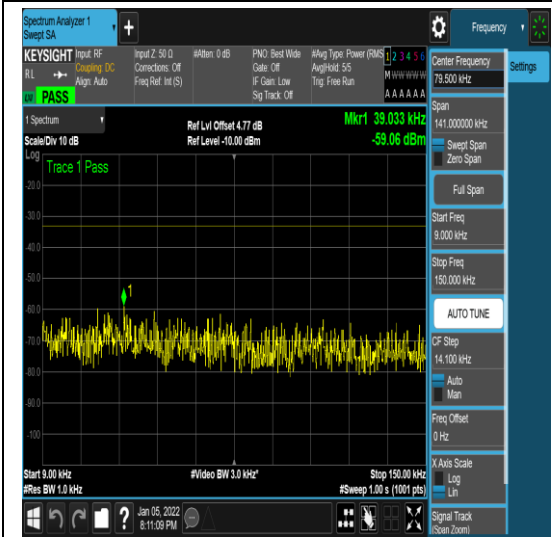 Spectrum Analyzer 1
Swept SA
+
Frequency
KEYSIGHT
RL
PASS
Input: RF
Coupling: DC
Align: Auto
Input Z: 50 Ω
Corrections: Off
Freq Ref: Int (S)
#Atten: 0 dB
PNO: Best Wide
Gate: Off
IF Gain: Low
Sig Track: Off
#Avg Type: Power (RMS)
Avg|Hold: 5/5
Trig: Free Run
1 2 3 4 5 6
M W W W W W
A A A A A A
1 Spectrum
Scale/Div 10 dB
Ref Lvl Offset 4.77 dB
Ref Level -10.00 dBm
Mkr1 39.033 kHz
-59.06 dBm
Log
Trace 1 Pass
-20.0
-30.0
-40.0
-50.0
-60.0
-70.0
-80.0
-90.0
-100
1
Start 9.00 kHz
#Res BW 1.0 kHz
#Video BW 3.0 kHz*
Stop 150.00 kHz
#Sweep 1.00 s (1001 pts)
Jan 05, 2022
8:11:09 PM
?
Center Frequency
79.500 kHz
Settings
Span
141.000000 kHz
Swept Span
Zero Span
Full Span
Start Freq
9.000 kHz
Stop Freq
150.000 kHz
AUTO TUNE
CF Step
14.100 kHz
Auto
Man
Freq Offset
0 Hz
X Axis Scale
Log
Lin
Signal Track
(Span Zoom)